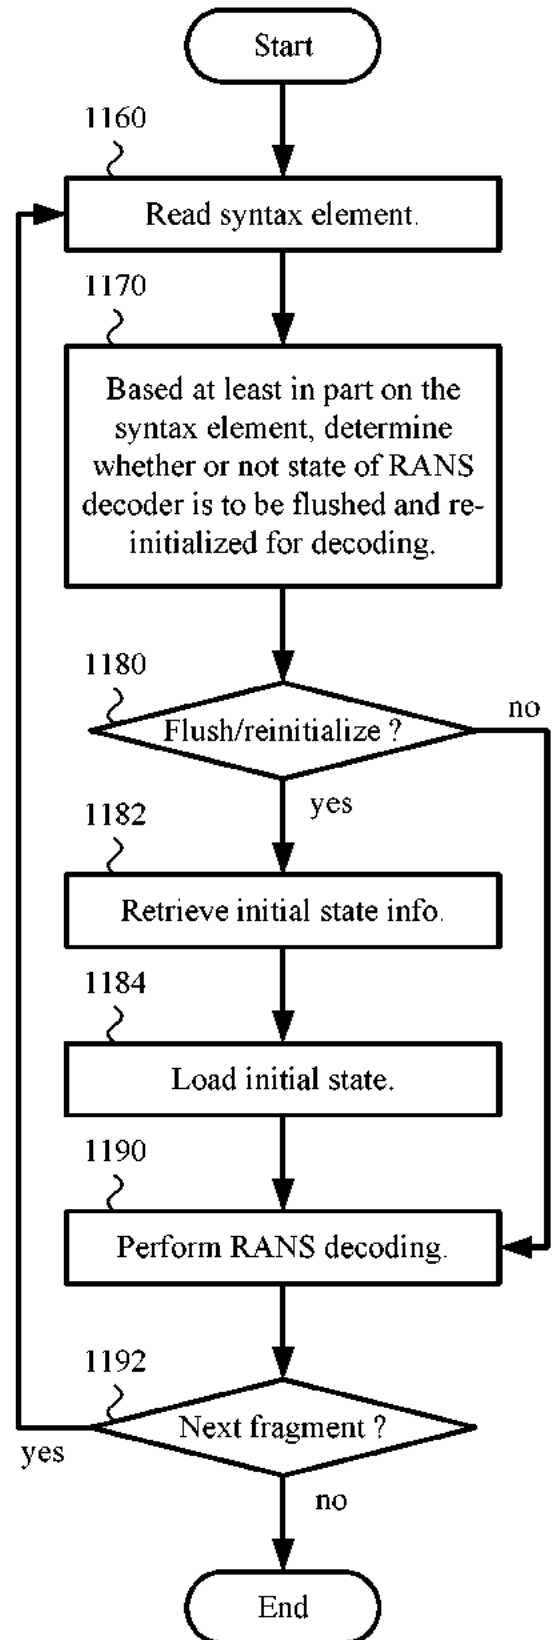 Start
1160
Read syntax element.
1170
Based at least in part on the
syntax element, determine
whether or not state of RANS
decoder is to be flushed and re-
initialized for decoding.
1180
Flush/reinitialize ?
no
yes
1182
Retrieve initial state info.
1184
Load initial state.
1190
Perform RANS decoding.
1192
Next fragment ?
yes
no
End